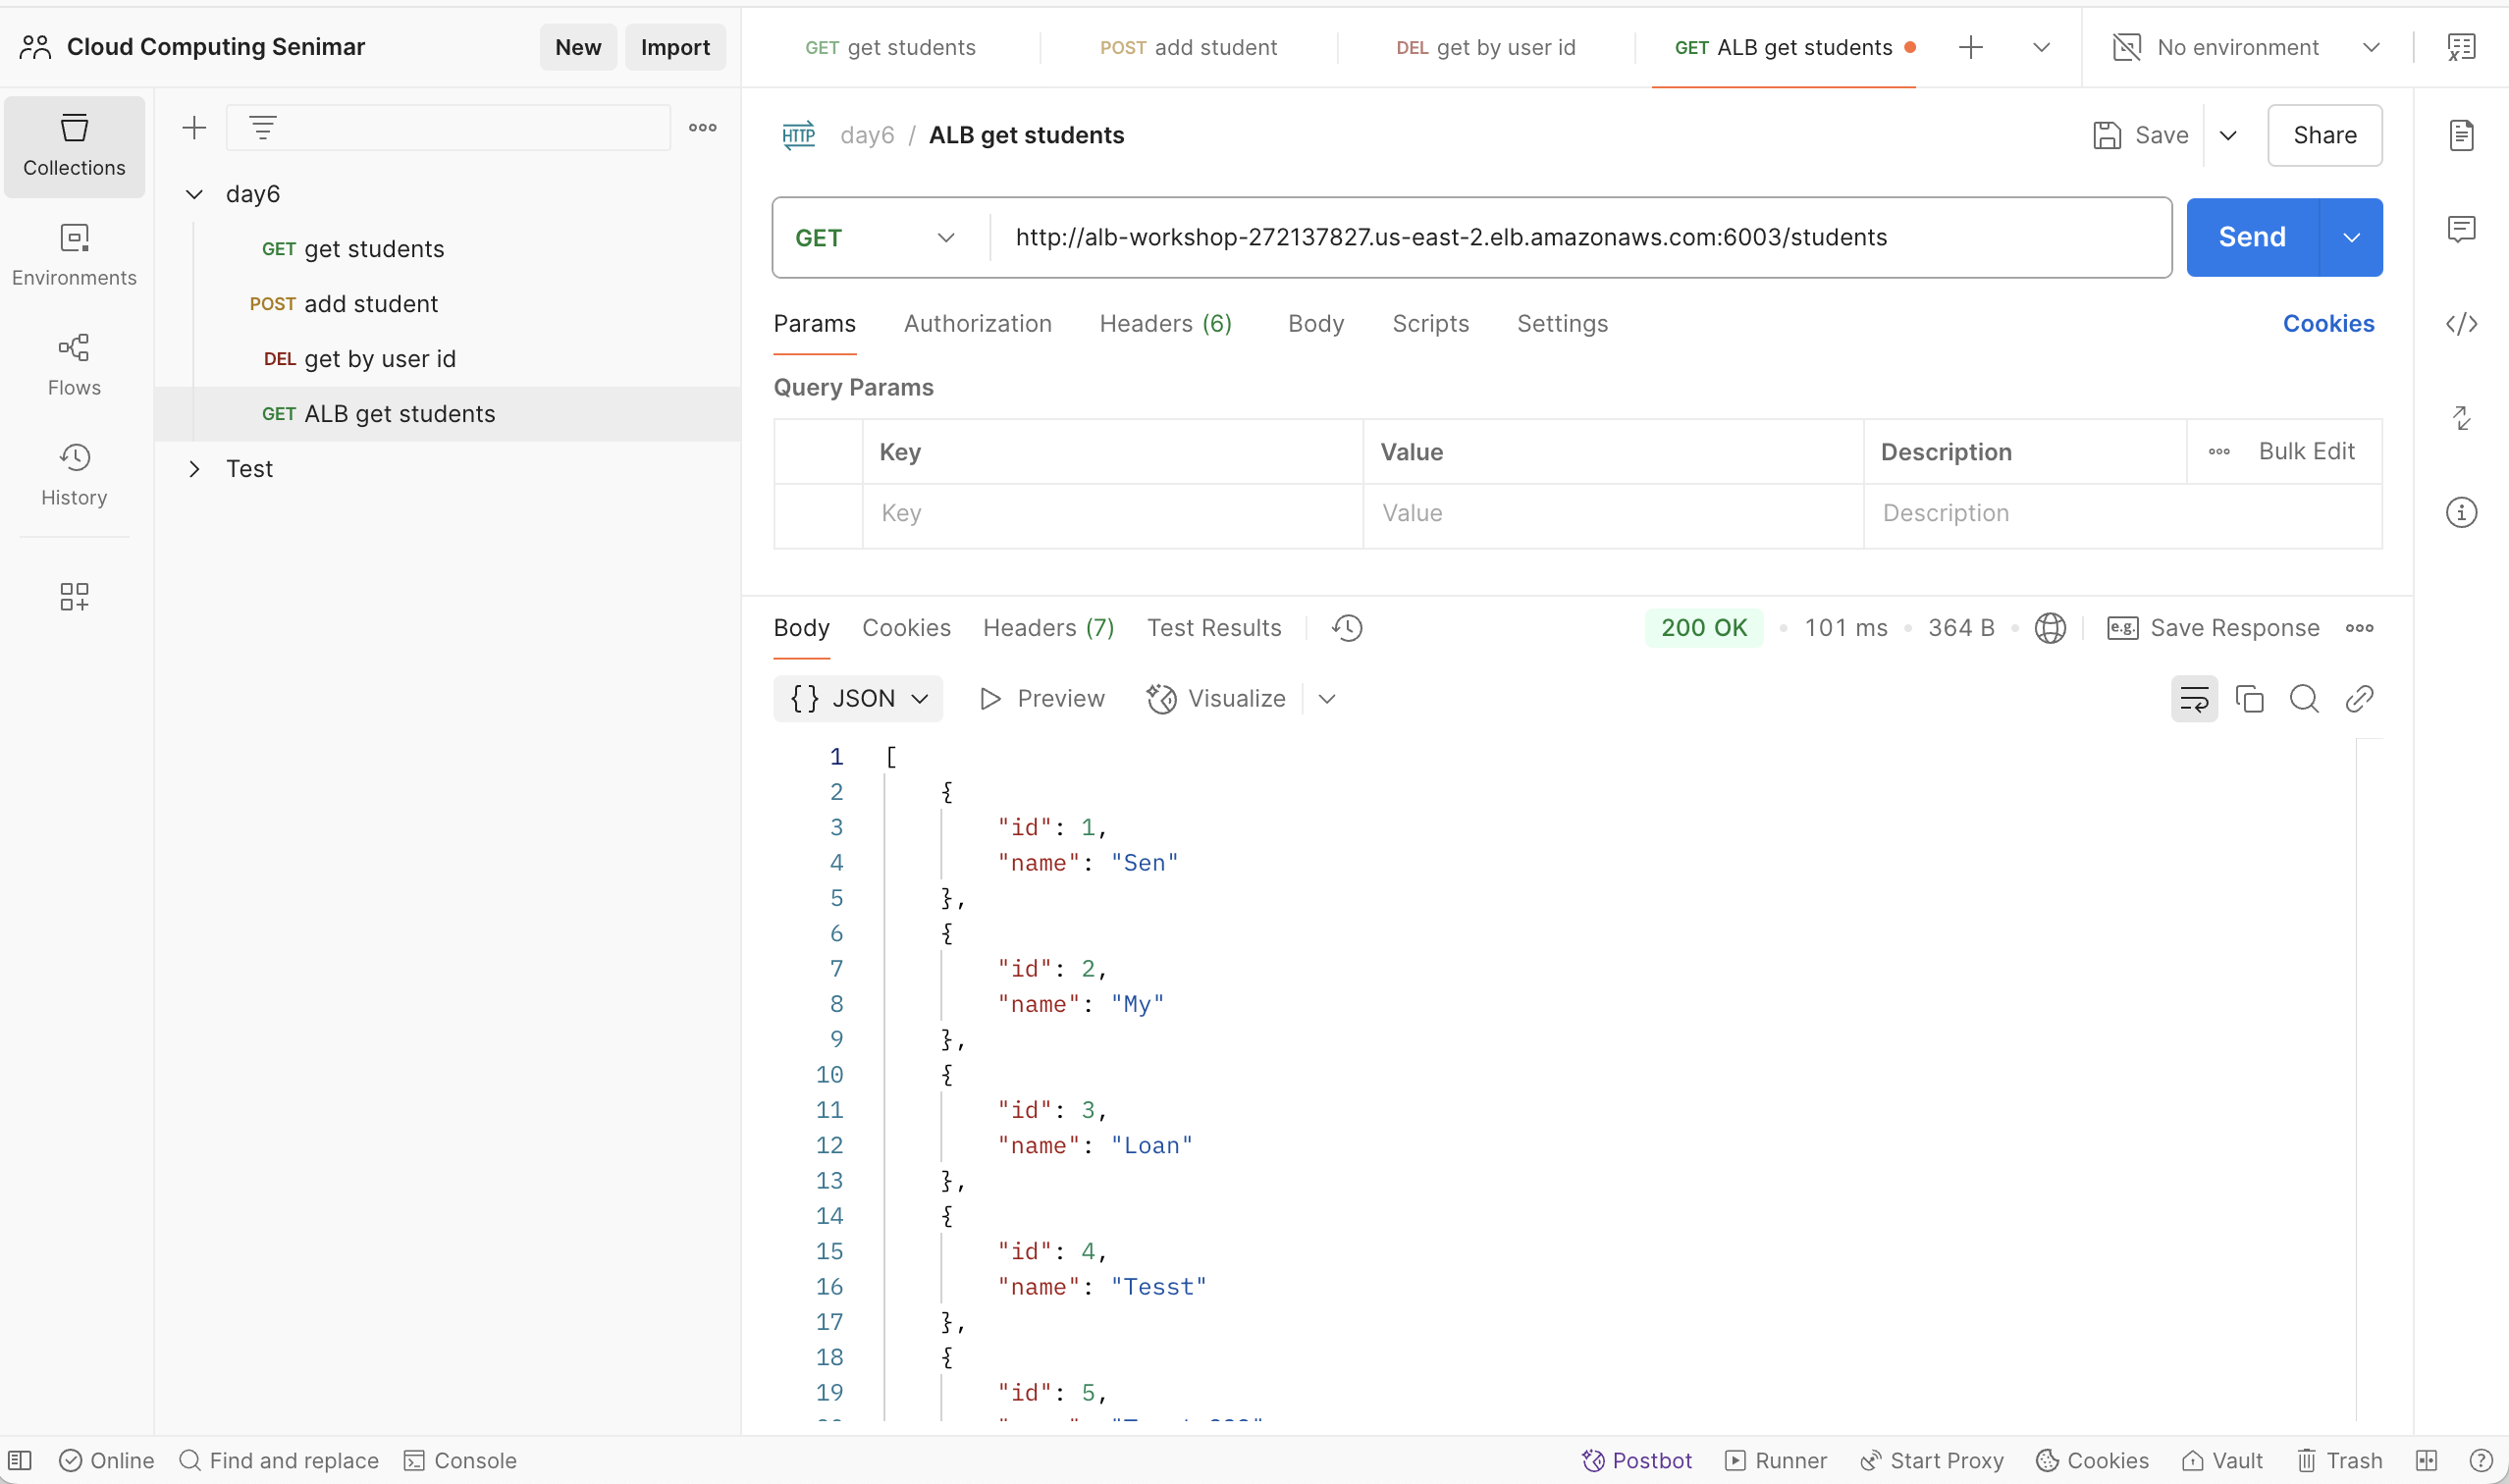 Cloud Computing Senimar
New
Import
GET get students
POST add student
DEL get by user id
GET ALB get students
No environment
Collections
Environments
Flows
History
day6
GET get students
POST add student
DEL get by user id
GET ALB get students
Test
HTTP day6 / ALB get students
Save
Share
GET http://alb-workshop-272137827.us-east-2.elb.amazonaws.com:6003/students
Send
Params Authorization Headers (6) Body Scripts Settings Cookies
Query Params
Key Value Description Bulk Edit
Key Value Description
Body Cookies Headers (7) Test Results 200 OK 101 ms 364 B e.g. Save Response
{} JSON Preview Visualize
1 [
2 {
3 "id": 1,
4 "name": "Sen"
5 },
6 {
7 "id": 2,
8 "name": "My"
9 },
10 {
11 "id": 3,
12 "name": "Loan"
13 },
14 {
15 "id": 4,
16 "name": "Tesst"
17 },
18 {
19 "id": 5,
Online Find and replace Console Postbot Runner Start Proxy Cookies Vault Trash